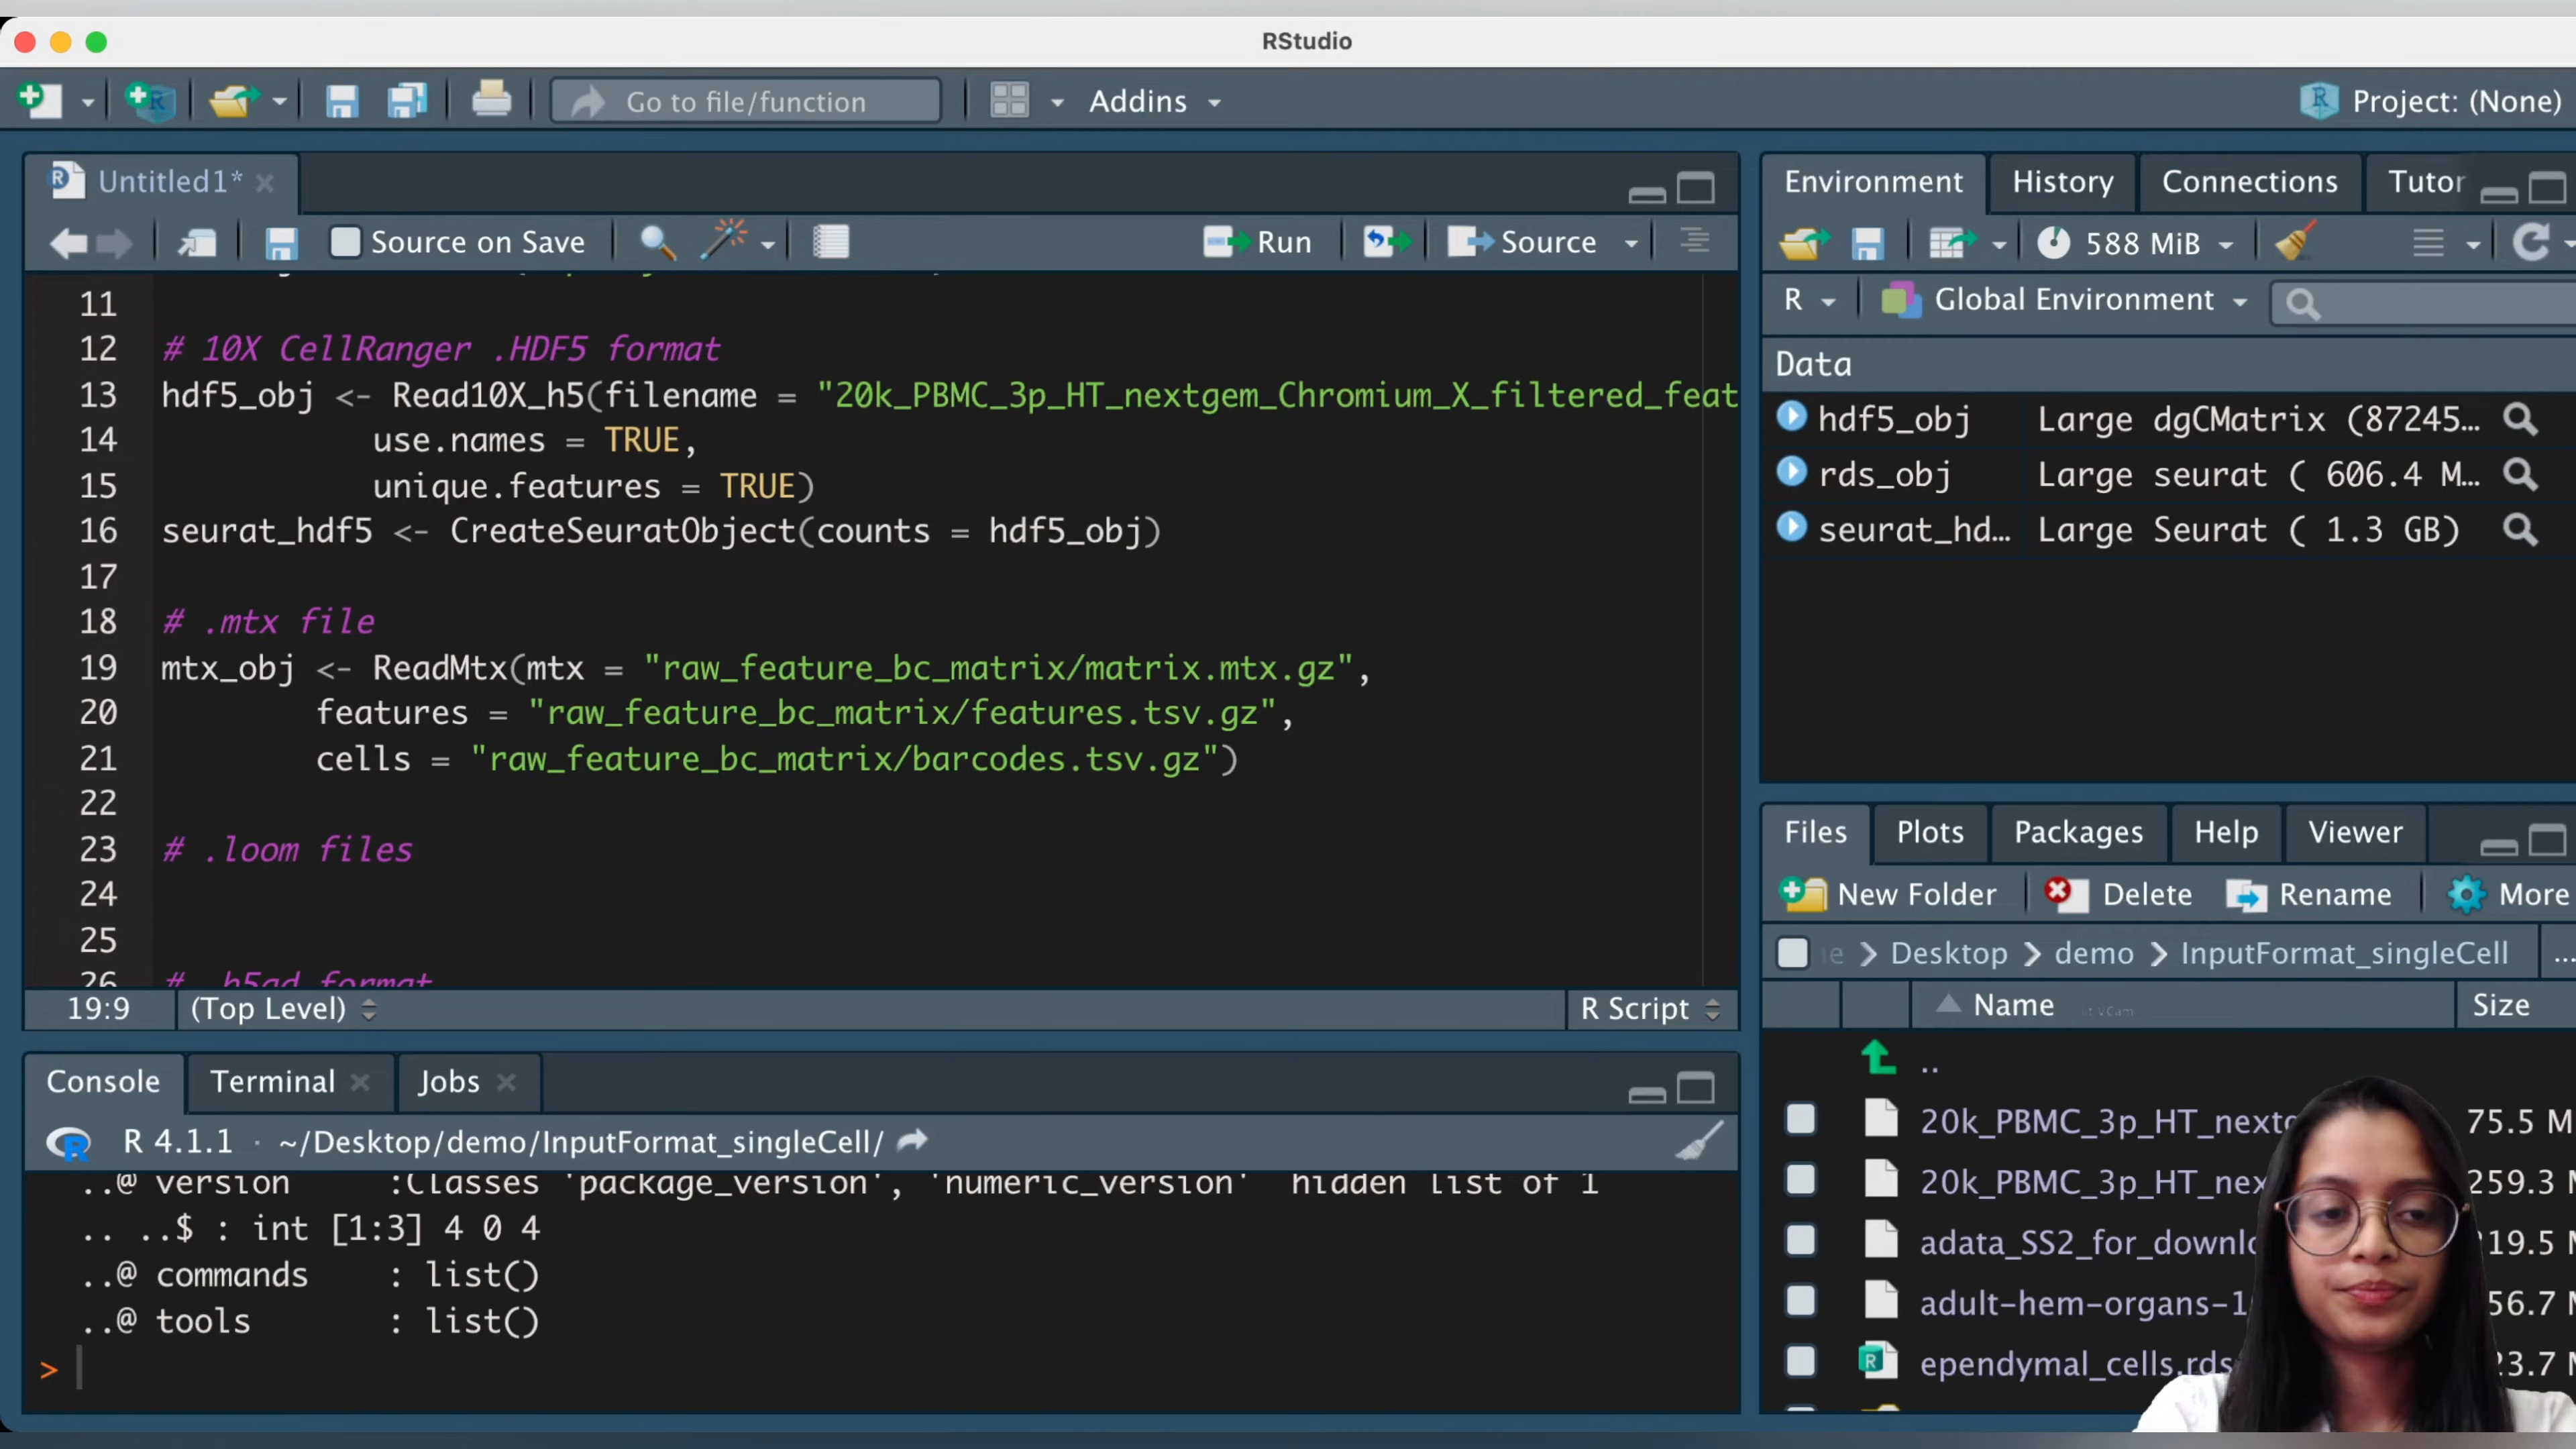 RStudio
Go to file/function
Addins
Project: (None)
Untitled1*
Source on Save
Run
Source
11
12 # 10X CellRanger .HDF5 format
13 hdf5_obj <- Read10X_h5(filename = "20k_PBMC_3p_HT_nextgem_Chromium_X_filtered_feat
14 use.names = TRUE,
15 unique.features = TRUE)
16 seurat_hdf5 <- CreateSeuratObject(counts = hdf5_obj)
17
18 # .mtx file
19 mtx_obj <- ReadMtx(mtx = "raw_feature_bc_matrix/matrix.mtx.gz",
20 features = "raw_feature_bc_matrix/features.tsv.gz",
21 cells = "raw_feature_bc_matrix/barcodes.tsv.gz")
22
23 # .loom files
24
25
26 # .h5ad format
19:9 (Top Level) R Script
Console Terminal Jobs
R 4.1.1 · ~/Desktop/demo/InputFormat_singleCell/
..@ version :Classes 'package_version', 'numeric_version' hidden list of 1
.. ..$ : int [1:3] 4 0 4
..@ commands : list()
..@ tools : list()
>
Environment History Connections Tutor
588 MiB
R Global Environment
Data
hdf5_obj Large dgCMatrix (87245…
rds_obj Large seurat ( 606.4 M…
seurat_hd… Large Seurat ( 1.3 GB)
Files Plots Packages Help Viewer
New Folder Delete Rename More
Desktop > demo > InputFormat_singleCell ...
Name Size
..
20k_PBMC_3p_HT_nextg 75.5 M
20k_PBMC_3p_HT_nex 259.3 M
adata_SS2_for_downlo 19.5 M
adult-hem-organs-1 56.7 M
ependymal_cells.rds 23.7 M